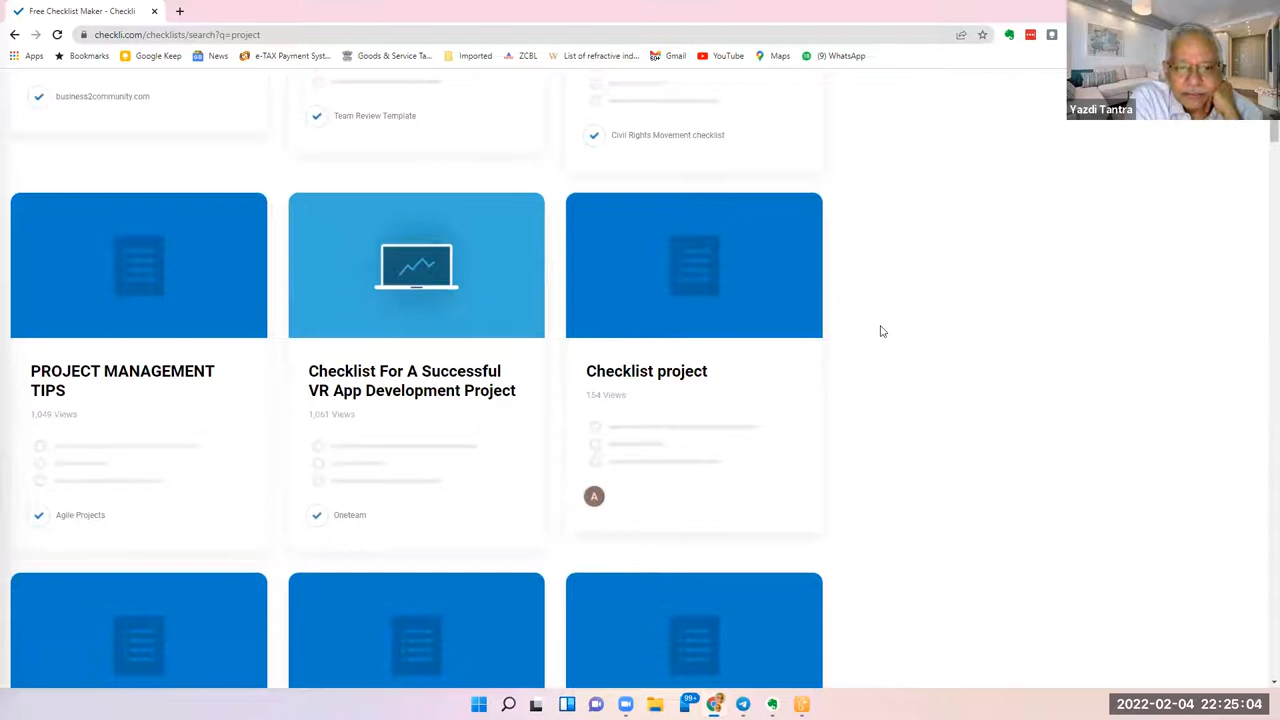 Free Checklist Maker - Checkli
checkli.com/checklists/search?q=project
Apps
Bookmarks
Google Keep
News
e-TAX Payment Syst...
Goods & Service Ta...
Imported
ZCBL
List of refractive ind...
Gmail
YouTube
Maps
(9) WhatsApp
Yazdi Tantra
business2community.com
Team Review Template
Civil Rights Movement checklist
PROJECT MANAGEMENT
TIPS
1,049 Views
Agile Projects
Checklist For A Successful
VR App Development Project
1,061 Views
Oneteam
Checklist project
154 Views
A
99+
2022-02-04 22:25:04